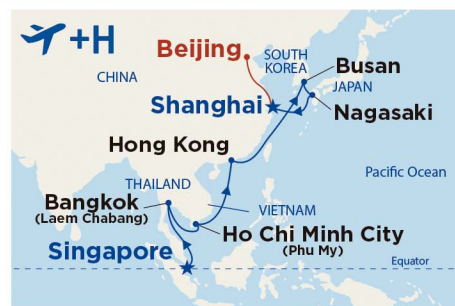 +H
Beijing
SOUTH
KOREA
Busan
CHINA
JAPAN
Shanghai
Nagasaki
Hong Kong
Pacific Ocean
THAILAND
Bangkok
(Laem Chabang)
VIETNAM
Ho Chi Minh City
(Phu My)
Singapore
Equator